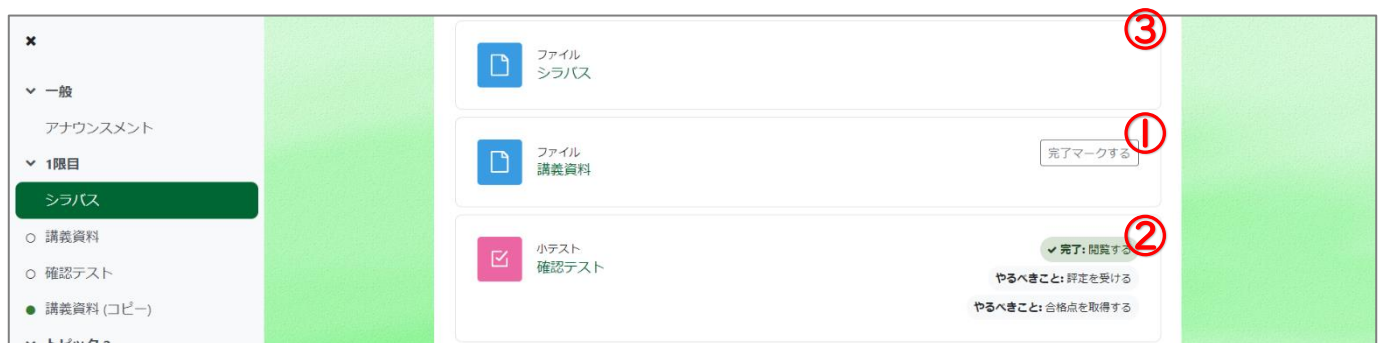 ×
一般
アナウンスメント
1限目
シラバス
講義資料
確認テスト
講義資料 (コピー)
③
ファイル
シラバス
①
ファイル
講義資料
完了マークする
②
小テスト
確認テスト
完了: 閲覧する
やるべきこと: 評定を受ける
やるべきこと: 合格点を取得する